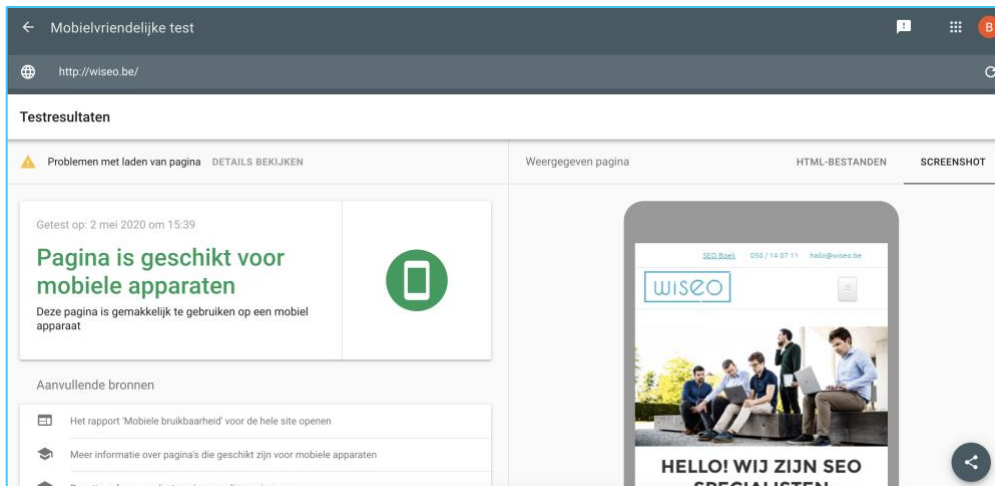 Mobielvriendelijke test
B
http://wiseo.be/
Testresultaten
Problemen met laden van pagina DETAILS BEKIJKEN
Weergegeven pagina HTML-BESTANDEN SCREENSHOT
Getest op: 2 mei 2020 om 15:39
Pagina is geschikt voor
mobiele apparaten
Deze pagina is gemakkelijk te gebruiken op een mobiel
apparaat
Aanvullende bronnen
Het rapport 'Mobiele bruikbaarheid' voor de hele site openen
Meer informatie over pagina's die geschikt zijn voor mobiele apparaten
SEO Boek 050 / 14 07 11 hello@wiseo.be
wiseo
HELLO! WIJ ZIJN SEO
SPECIALISTEN